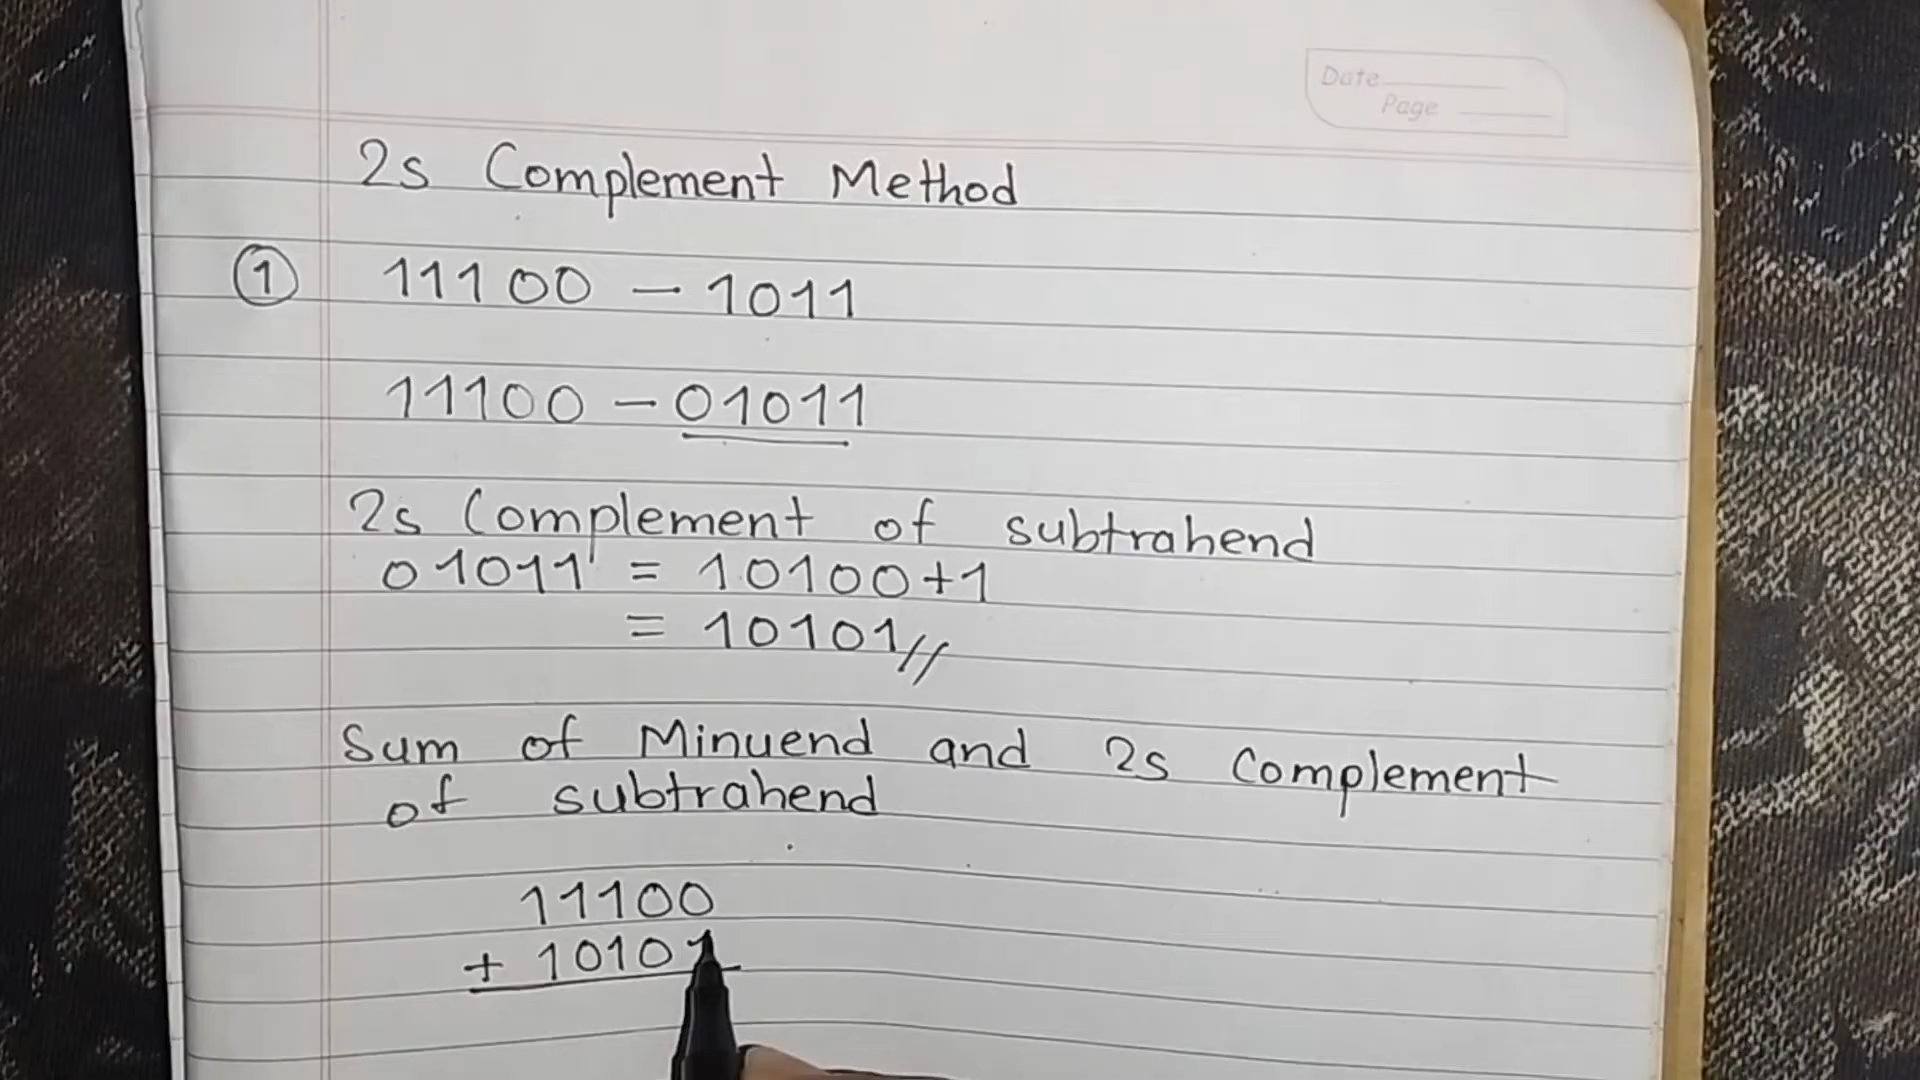 Date
Page
2s Complement Method
① 11100 - 1011
11100 - 01011
2s Complement of subtrahend
01011 = 10100+1
= 10101//
Sum of Minuend and 2s Complement
of subtrahend
11100
+ 10101